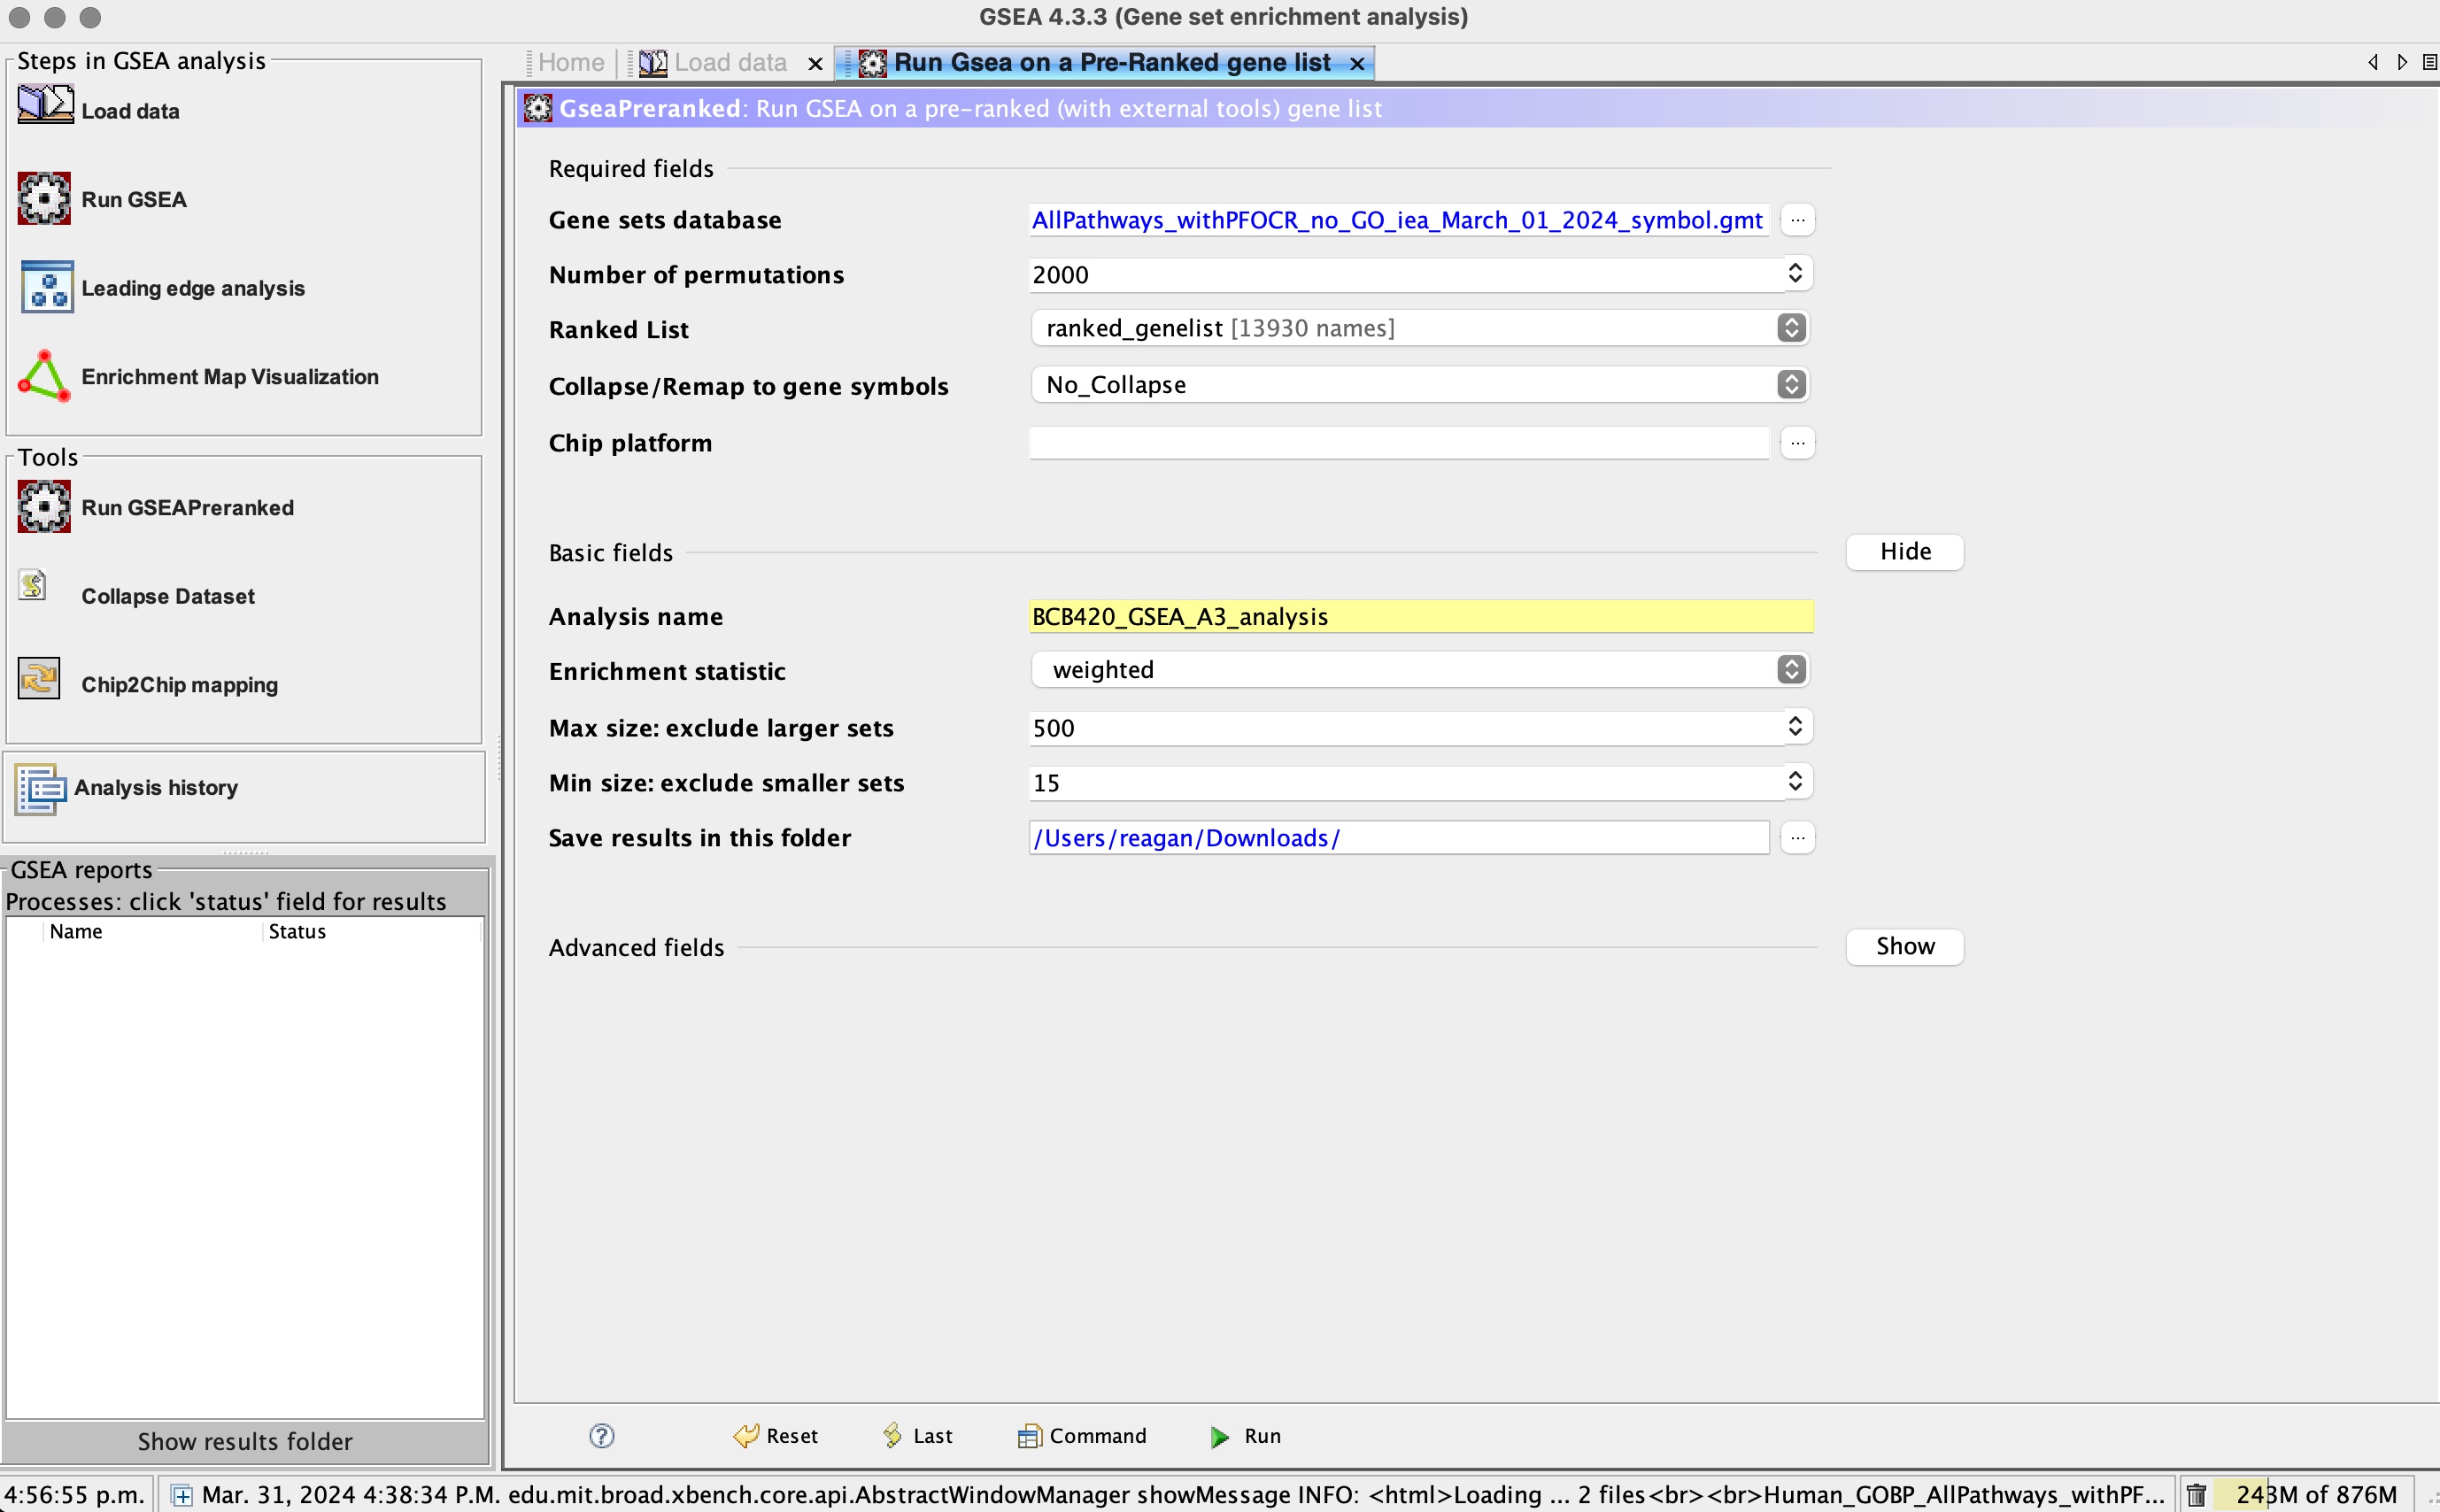 GSEA 4.3.3 (Gene set enrichment analysis)
Steps in GSEA analysis
Load data
Run GSEA
Leading edge analysis
Enrichment Map Visualization
Tools
Run GSEAPreranked
Collapse Dataset
Chip2Chip mapping
Analysis history
GSEA reports
Processes: click 'status' field for results
Name Status
Show results folder
Home Load data × Run Gsea on a Pre-Ranked gene list ×
GseaPreranked: Run GSEA on a pre-ranked (with external tools) gene list
Required fields
Gene sets database AllPathways_withPFOCR_no_GO_iea_March_01_2024_symbol.gmt ...
Number of permutations 2000
Ranked List ranked_genelist [13930 names]
Collapse/Remap to gene symbols No_Collapse
Chip platform ...
Basic fields Hide
Analysis name BCB420_GSEA_A3_analysis
Enrichment statistic weighted
Max size: exclude larger sets 500
Min size: exclude smaller sets 15
Save results in this folder /Users/reagan/Downloads/ ...
Advanced fields Show
? Reset Last Command Run
4:56:55 p.m. Mar. 31, 2024 4:38:34 P.M. edu.mit.broad.xbench.core.api.AbstractWindowManager showMessage INFO: <html>Loading ... 2 files<br><br>Human_GOBP_AllPathways_withPF... 243M of 876M